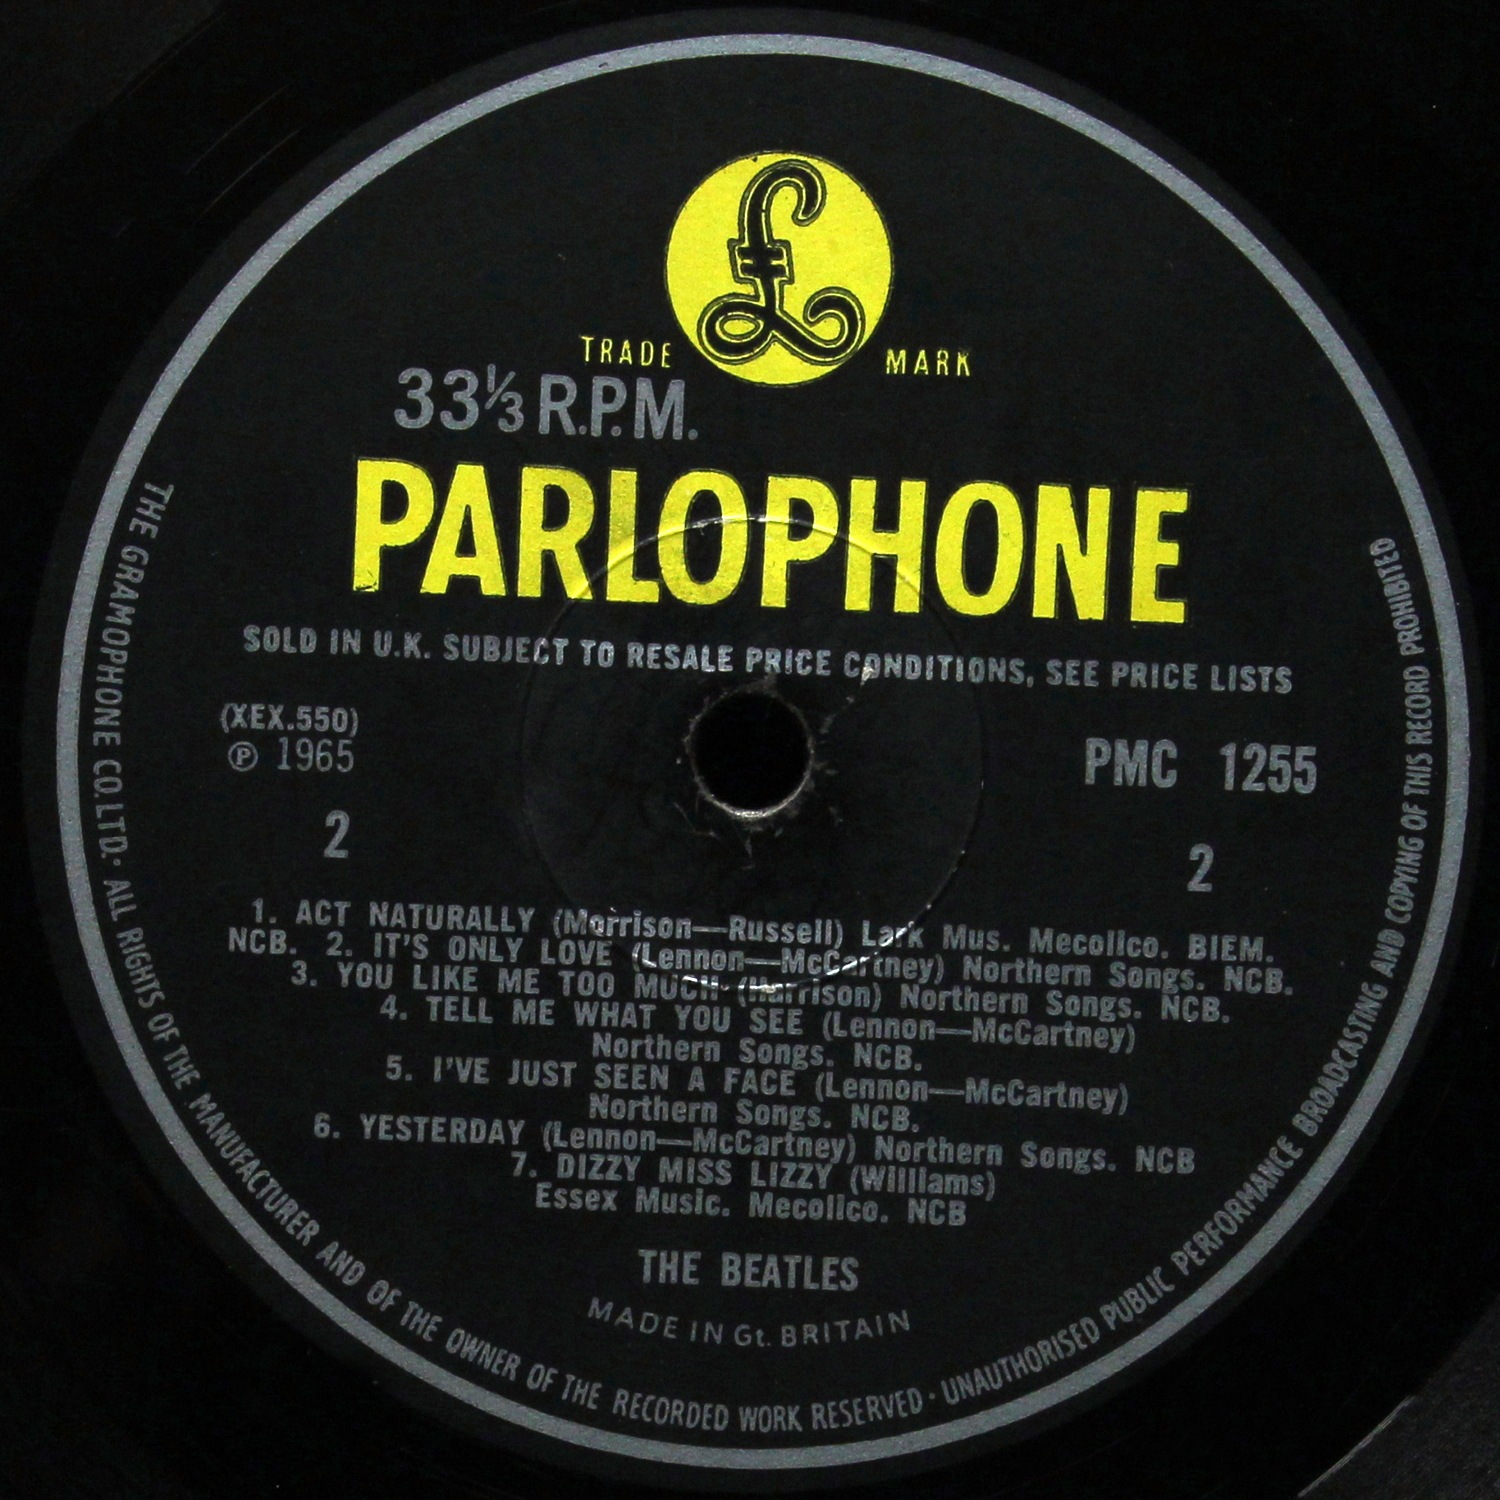 £
TRADE MARK
33⅓ R.P.M.
PARLOPHONE
SOLD IN U.K. SUBJECT TO RESALE PRICE CONDITIONS, SEE PRICE LISTS
(XEX.550)
℗ 1965
PMC 1255
2
2
1. ACT NATURALLY (Morrison—Russell) Lark Mus. Mecolico. BIEM.
NCB. 2. IT'S ONLY LOVE (Lennon—McCartney) Northern Songs. NCB.
3. YOU LIKE ME TOO MUCH (Harrison) Northern Songs. NCB.
4. TELL ME WHAT YOU SEE (Lennon—McCartney)
Northern Songs. NCB.
5. I'VE JUST SEEN A FACE (Lennon—McCartney)
Northern Songs. NCB.
6. YESTERDAY (Lennon—McCartney) Northern Songs. NCB
7. DIZZY MISS LIZZY (Williams)
Essex Music. Mecolico. NCB
THE BEATLES
MADE IN Gt. BRITAIN
THE GRAMOPHONE CO. LTD. · ALL RIGHTS OF THE MANUFACTURER AND OF THE OWNER OF THE RECORDED WORK RESERVED · UNAUTHORISED PUBLIC PERFORMANCE BROADCASTING AND COPYING OF THIS RECORD PROHIBITED